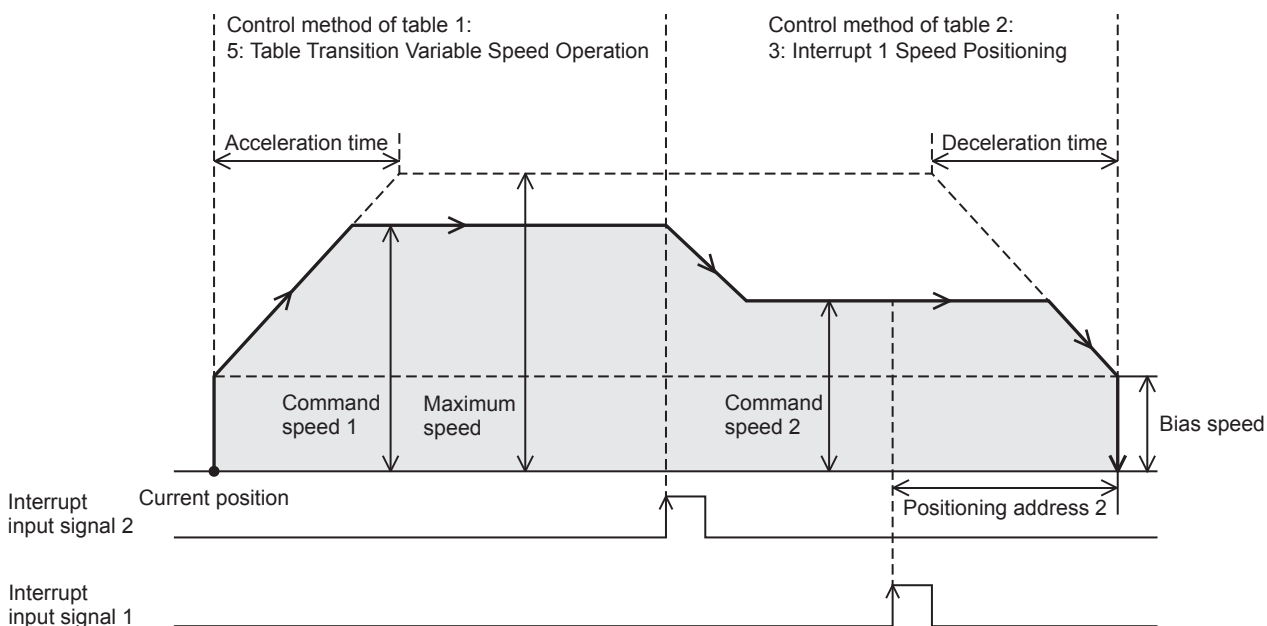 Control method of table 1:
5: Table Transition Variable Speed Operation
Control method of table 2:
3: Interrupt 1 Speed Positioning
Acceleration time
Deceleration time
Command
speed 1
Maximum
speed
Command
speed 2
Bias speed
Current position
Positioning address 2
Interrupt
input signal 2
Interrupt
input signal 1